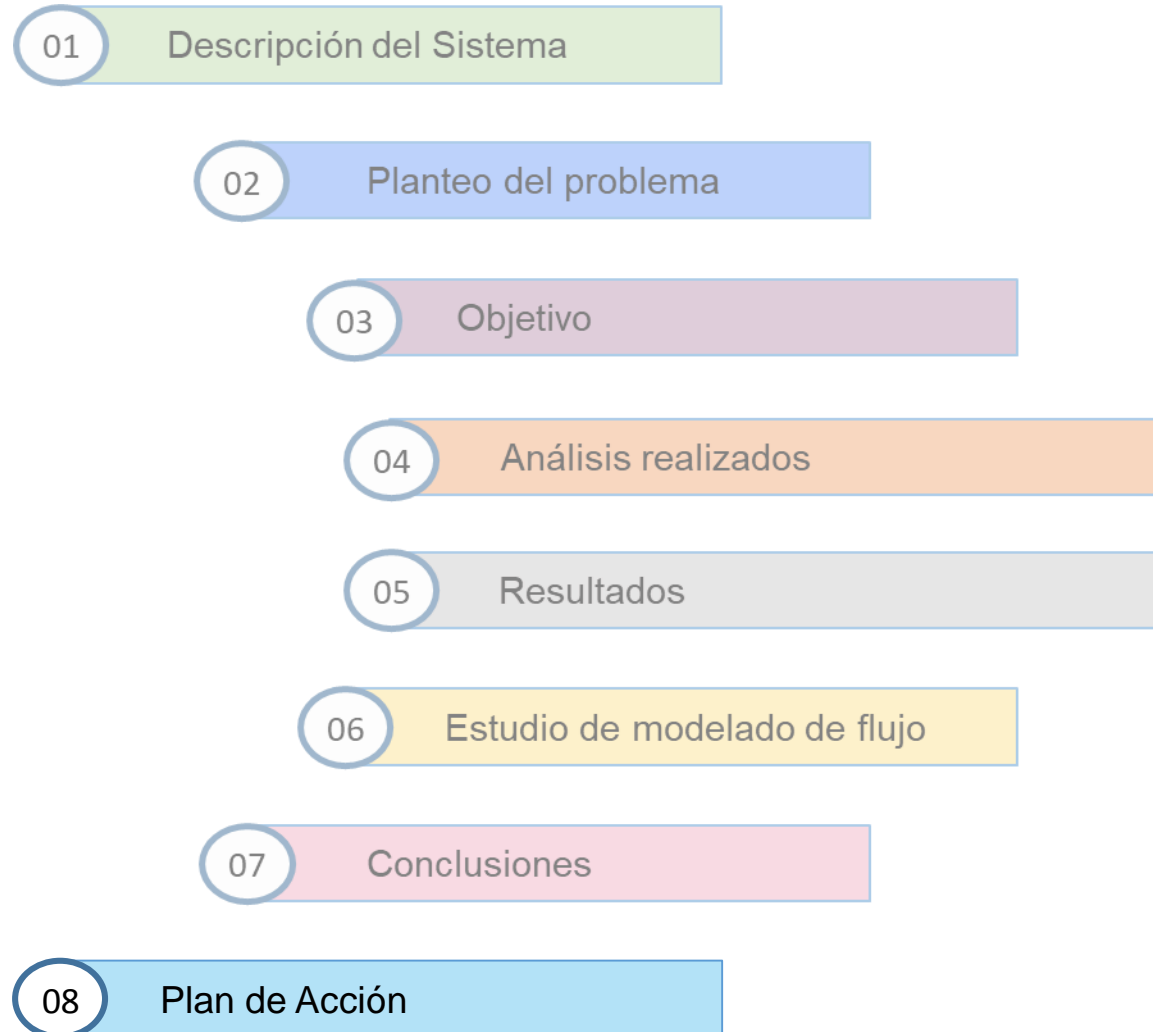 01 Descripción del Sistema
02 Planteo del problema
03 Objetivo
04 Análisis realizados
05 Resultados
06 Estudio de modelado de flujo
07 Conclusiones
08 Plan de Acción